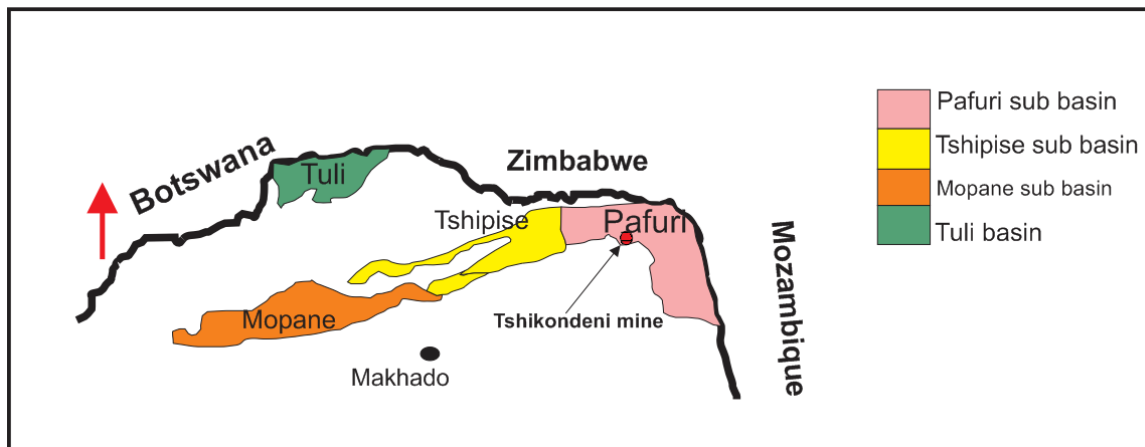 Botswana
Tuli
Zimbabwe
Tshipise
Pafuri
Mozambique
Mopane
Tshikondeni mine
Makhado
Pafuri sub basin
Tshipise sub basin
Mopane sub basin
Tuli basin